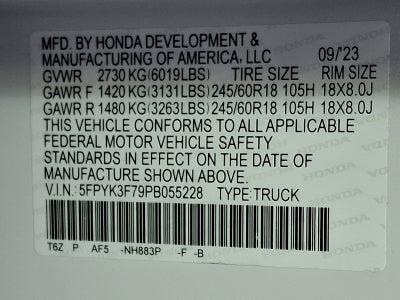 MFD. BY HONDA DEVELOPMENT &
MANUFACTURING OF AMERICA, LLC 09/'23
GVWR 2730 KG(6019LBS) TIRE SIZE RIM SIZE
GAWR F 1420 KG(3131LBS) 245/60R18 105H 18X8.0J
GAWR R 1480 KG(3263LBS) 245/60R18 105H 18X8.0J
THIS VEHICLE CONFORMS TO ALL APPLICABLE
FEDERAL MOTOR VEHICLE SAFETY
STANDARDS IN EFFECT ON THE DATE OF
MANUFACTURE SHOWN ABOVE.
V.I.N.: 5FPYK3F79PB055228 TYPE: TRUCK
T6Z P AF5 -NH883P -F -B